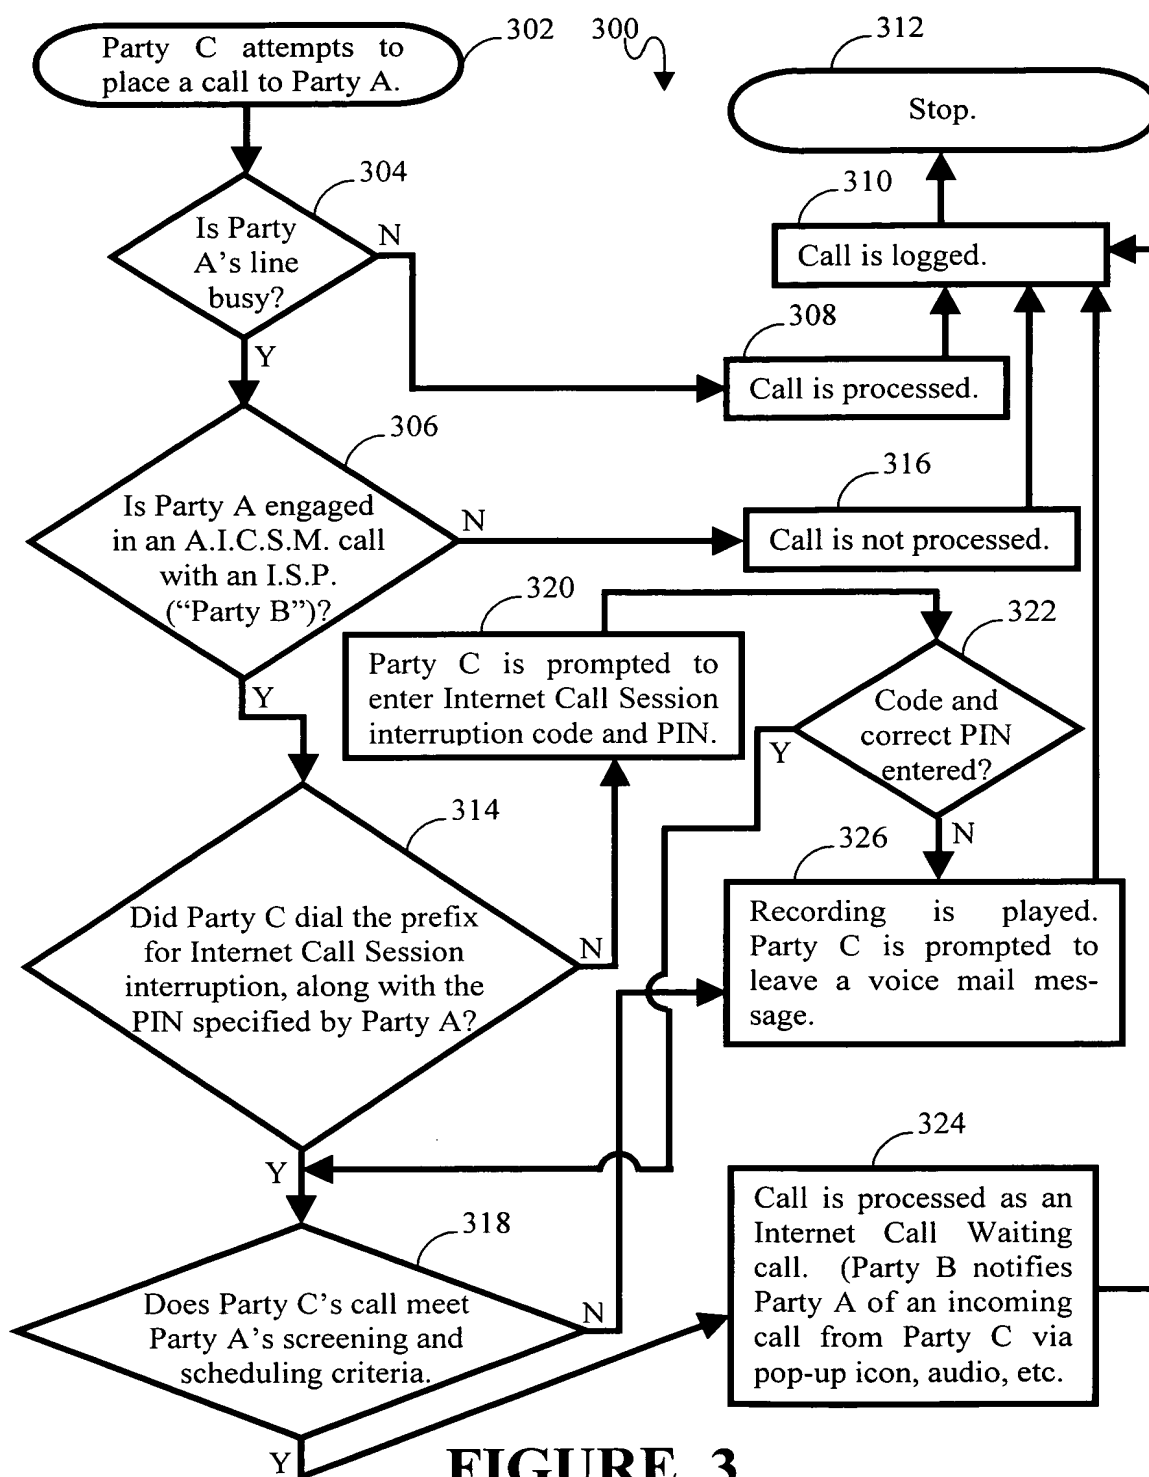 302
300
312
Party C attempts to
place a call to Party A.
Stop.
304
310
Is Party
A's line
busy?
N
Call is logged.
Y
308
Call is processed.
306
316
Is Party A engaged
in an A.I.C.S.M. call
with an I.S.P.
("Party B")?
N
Call is not processed.
320
322
Y
Party C is prompted to
enter Internet Call Session
interruption code and PIN.
Code and
correct PIN
entered?
Y
N
314
326
Did Party C dial the prefix
for Internet Call Session
interruption, along with the
PIN specified by Party A?
N
Recording is played.
Party C is prompted to
leave a voice mail mes-
sage.
Y
324
318
Does Party C's call meet
Party A's screening and
scheduling criteria.
N
Call is processed as an
Internet Call Waiting
call. (Party B notifies
Party A of an incoming
call from Party C via
pop-up icon, audio, etc.
Y
FIGURE 3